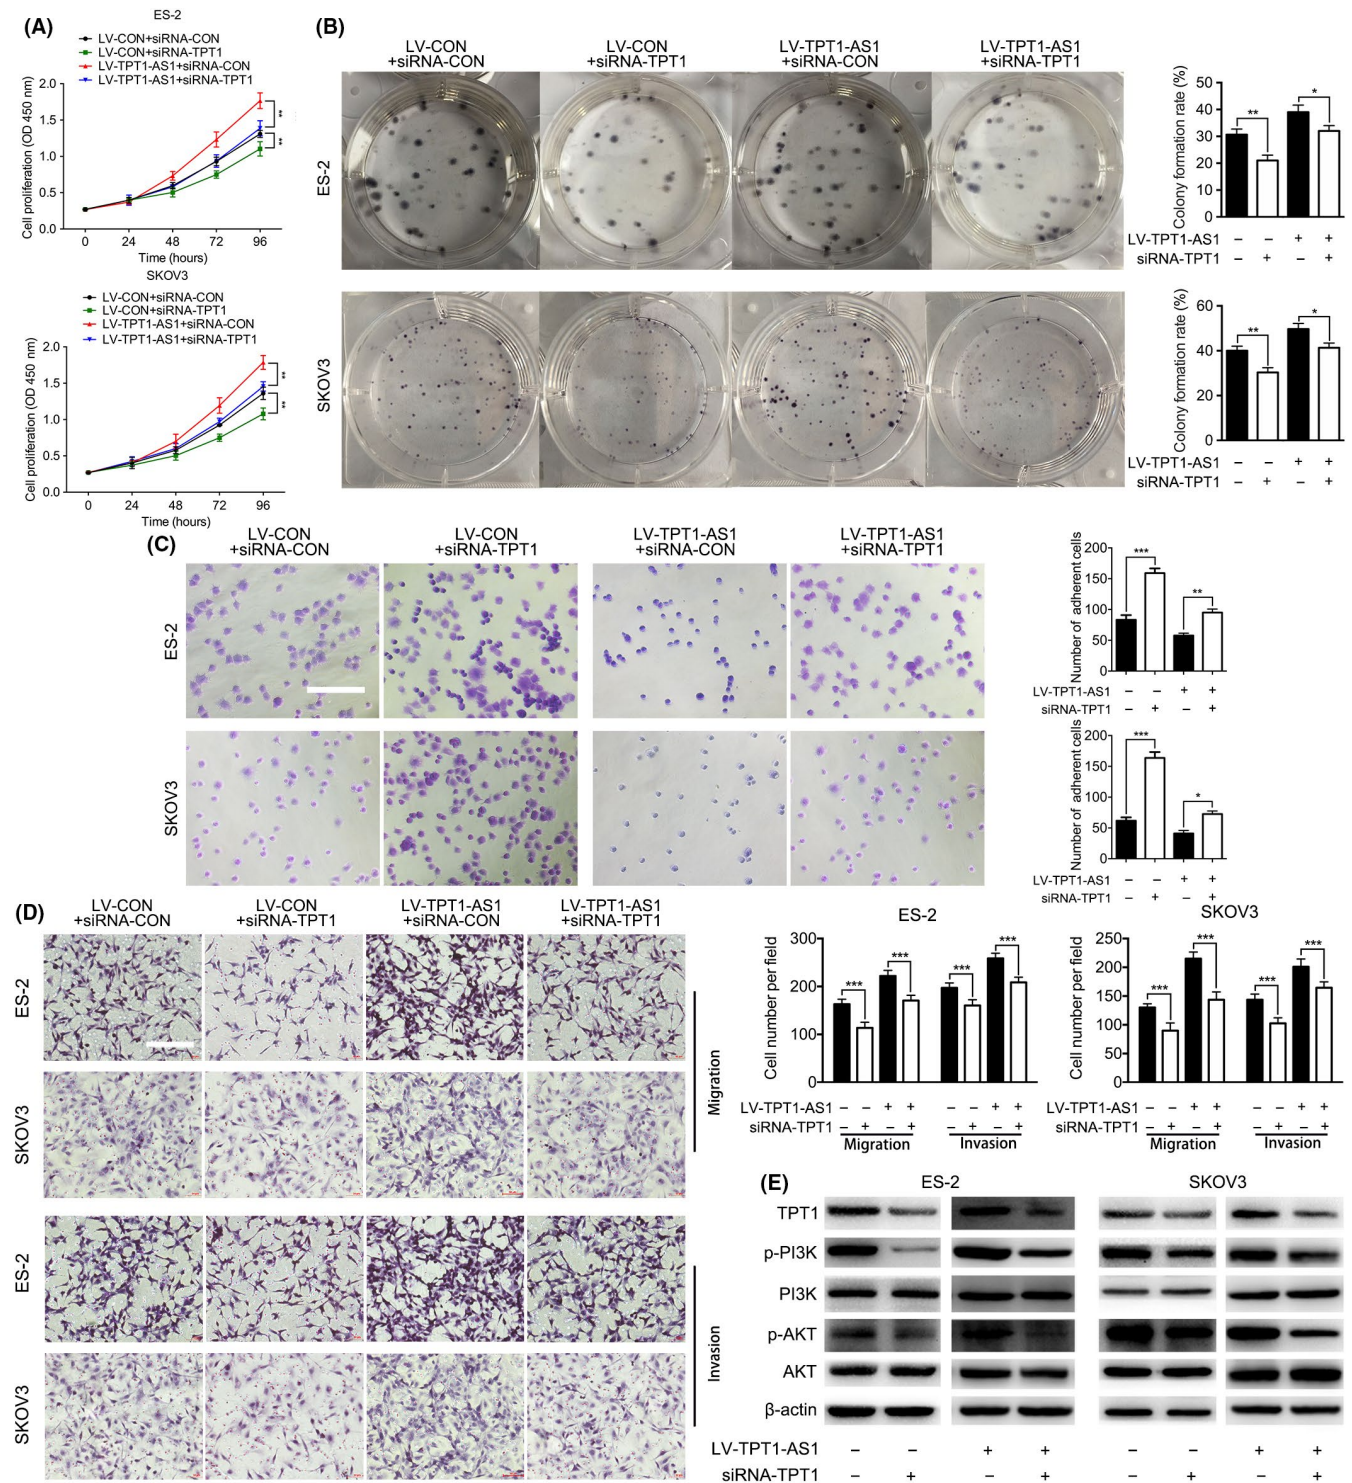 (A)
ES-2
LV-CON+siRNA-CON
LV-CON+siRNA-TPT1
LV-TPT1-AS1+siRNA-CON
LV-TPT1-AS1+siRNA-TPT1
Cell proliferation (OD 450 nm)
2.0
1.5
1.0
0.5
0.0
** **
0 24 48 72 96
Time (hours)
SKOV3
LV-CON+siRNA-CON
LV-CON+siRNA-TPT1
LV-TPT1-AS1+siRNA-CON
LV-TPT1-AS1+siRNA-TPT1
Cell proliferation (OD 450 nm)
2.0
1.5
1.0
0.5
0.0
** **
0 24 48 72 96
Time (hours)
(B)
LV-CON +siRNA-CON
LV-CON +siRNA-TPT1
LV-TPT1-AS1 +siRNA-CON
LV-TPT1-AS1 +siRNA-TPT1
ES-2
SKOV3
Colony formation rate (%)
50
40
30
20
10
0
** *
LV-TPT1-AS1 – – + +
siRNA-TPT1 – + – +
Colony formation rate (%)
60
40
20
0
** *
LV-TPT1-AS1 – – + +
siRNA-TPT1 – + – +
(C)
LV-CON +siRNA-CON
LV-CON +siRNA-TPT1
LV-TPT1-AS1 +siRNA-CON
LV-TPT1-AS1 +siRNA-TPT1
ES-2
SKOV3
Number of adherent cells
200
150
100
50
0
*** **
LV-TPT1-AS1 – – + +
siRNA-TPT1 – + – +
Number of adherent cells
200
150
100
50
0
*** *
LV-TPT1-AS1 – – + +
siRNA-TPT1 – + – +
(D)
LV-CON +siRNA-CON
LV-CON +siRNA-TPT1
LV-TPT1-AS1 +siRNA-CON
LV-TPT1-AS1 +siRNA-TPT1
ES-2
SKOV3
Migration
ES-2
SKOV3
Invasion
ES-2
Cell number per field
300
200
100
0
*** *** *** ***
LV-TPT1-AS1 – – + + – – + +
siRNA-TPT1 – + – + – + – +
Migration Invasion
SKOV3
Cell number per field
250
200
150
100
50
0
*** *** *** ***
LV-TPT1-AS1 – – + + – – + +
siRNA-TPT1 – + – + – + – +
Migration Invasion
(E)
ES-2 SKOV3
TPT1
p-PI3K
PI3K
p-AKT
AKT
β-actin
LV-TPT1-AS1 – – + + – – + +
siRNA-TPT1 – + – + – + – +